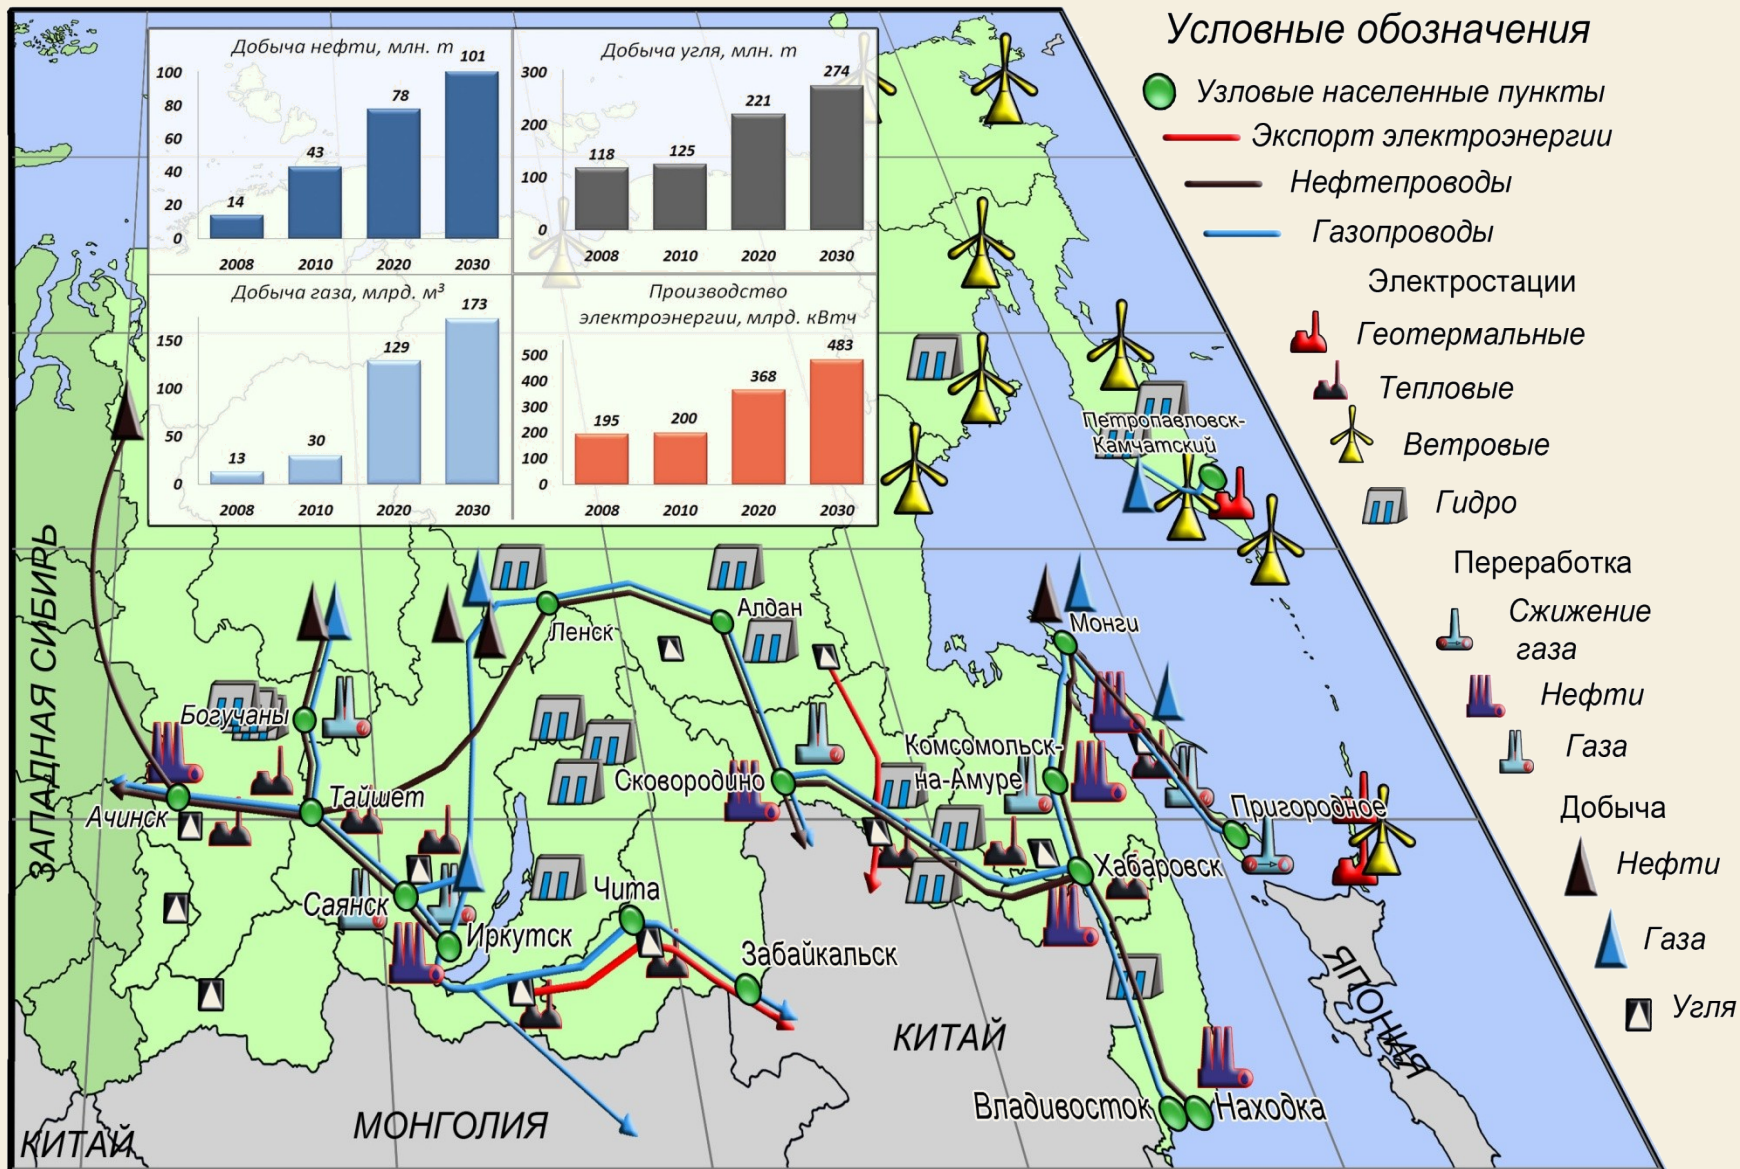 Условные обозначения
Узловые населенные пункты
Экспорт электроэнергии
Нефтепроводы
Газопроводы
Электростации
Геотермальные
Тепловые
Ветровые
Гидро
Переработка
Сжижение
газа
Нефти
Газа
Добыча
Нефти
Газа
Угля
Добыча нефти, млн. т
100
80
60
40
20
0
14
43
78
101
2008
2010
2020
2030
Добыча угля, млн. т
300
200
100
0
118
125
221
274
2008
2010
2020
2030
Добыча газа, млрд. м³
150
100
50
0
13
30
129
173
2008
2010
2020
2030
Производство
электроэнергии, млрд. кВтч
500
400
300
200
100
0
195
200
368
483
2008
2010
2020
2030
Петропавловск-
Камчатский
ЗАПАДНАЯ СИБИРЬ
Ленск
Алдан
Монги
Богучаны
Ачинск
Тайшет
Сковородино
Комсомольск-
на-Амуре
Пригородное
Хабаровск
Саянск
Иркутск
Чита
Забайкальск
КИТАЙ
ЯПОНИЯ
Владивосток
Находка
МОНГОЛИЯ
КИТАЙ